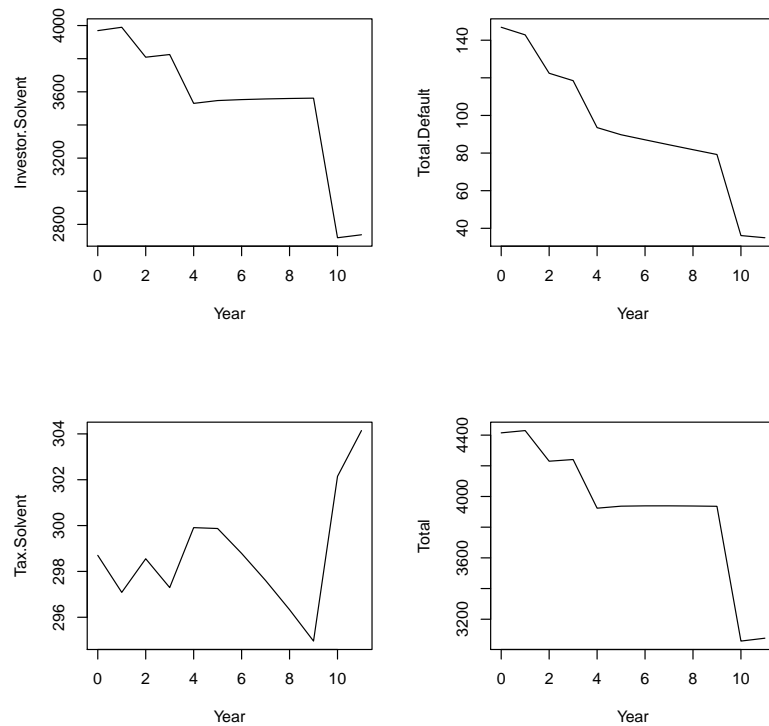 Investor.Solvent
2800
3200
3600
4000
0 2 4 6 8 10
Year
Total.Default
40
60
80
100
140
0 2 4 6 8 10
Year
Tax.Solvent
296
298
300
302
304
0 2 4 6 8 10
Year
Total
3200
3600
4000
4400
0 2 4 6 8 10
Year